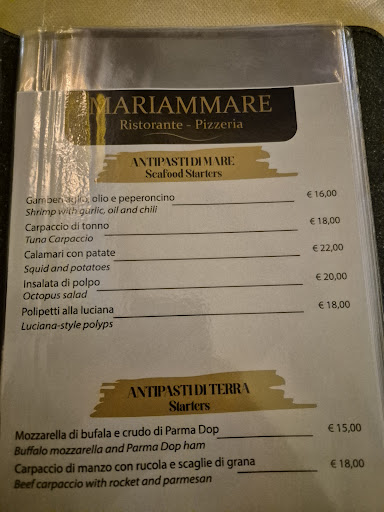 MARIAMMARE
Ristorante - Pizzeria
ANTIPASTI DI MARE
Seafood Starters
Gamberi aglio, olio e peperoncino € 16,00
Shrimp with garlic, oil and chili
Carpaccio di tonno € 18,00
Tuna Carpaccio
Calamari con patate € 22,00
Squid and potatoes
Insalata di polpo € 20,00
Octopus salad
Polipetti alla luciana € 18,00
Luciana-style polyps
ANTIPASTI DI TERRA
Starters
Mozzarella di bufala e crudo di Parma Dop € 15,00
Buffalo mozzarella and Parma Dop ham
Carpaccio di manzo con rucola e scaglie di grana € 18,00
Beef carpaccio with rocket and parmesan